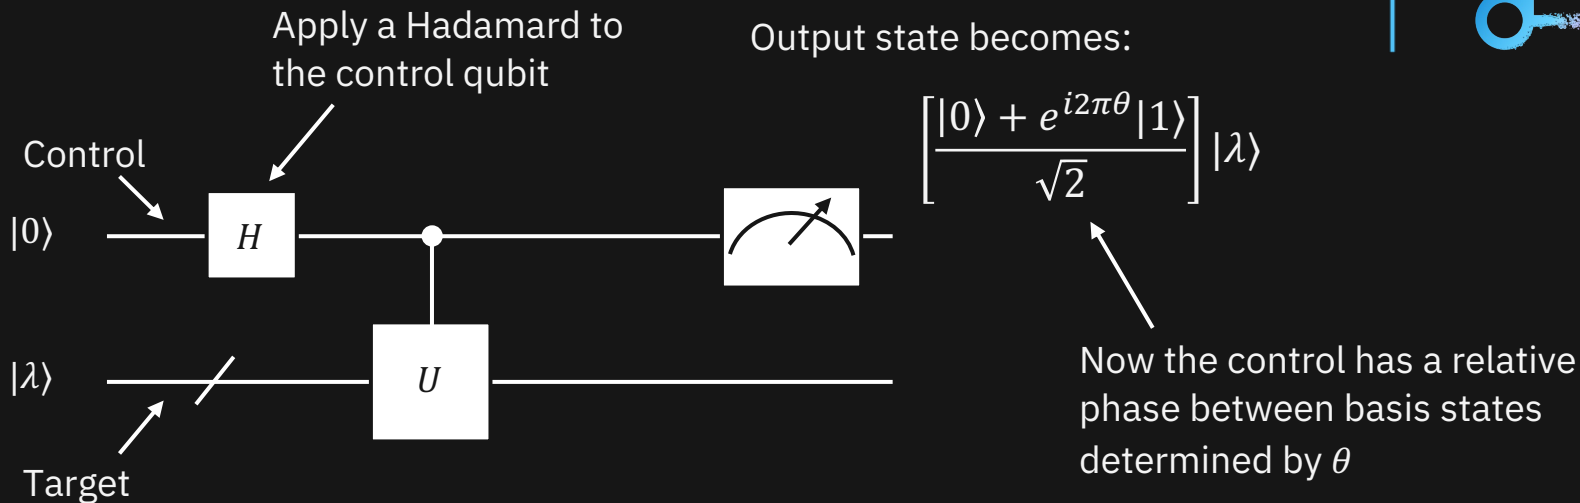 Apply a Hadamard to
the control qubit
Output state becomes:
[(|0⟩ + e^{i2πθ}|1⟩)/√2] |λ⟩
Control
|0⟩
H
|λ⟩
U
Target
Now the control has a relative
phase between basis states
determined by θ